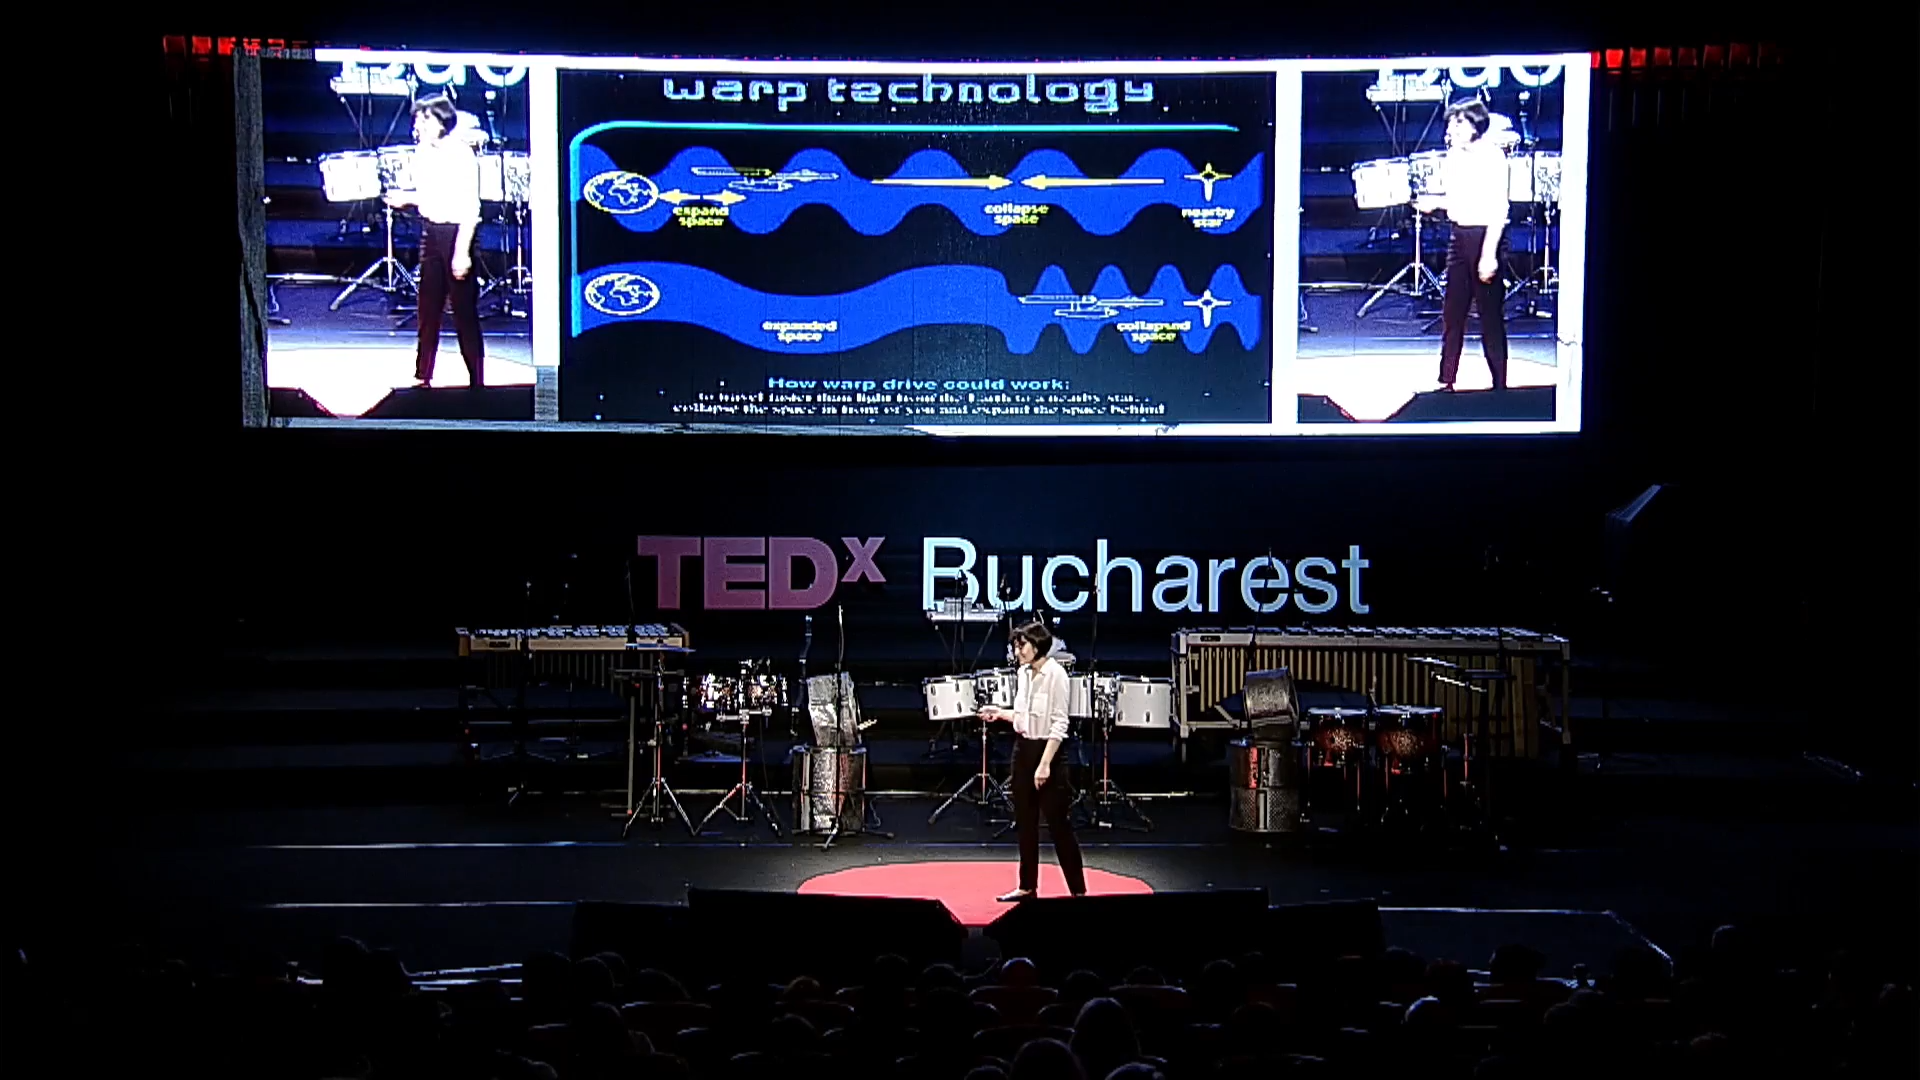 warp technology
expand
space
collapse
space
nearby
star
expanded
space
collapsed
space
How warp drive could work:
TEDx Bucharest